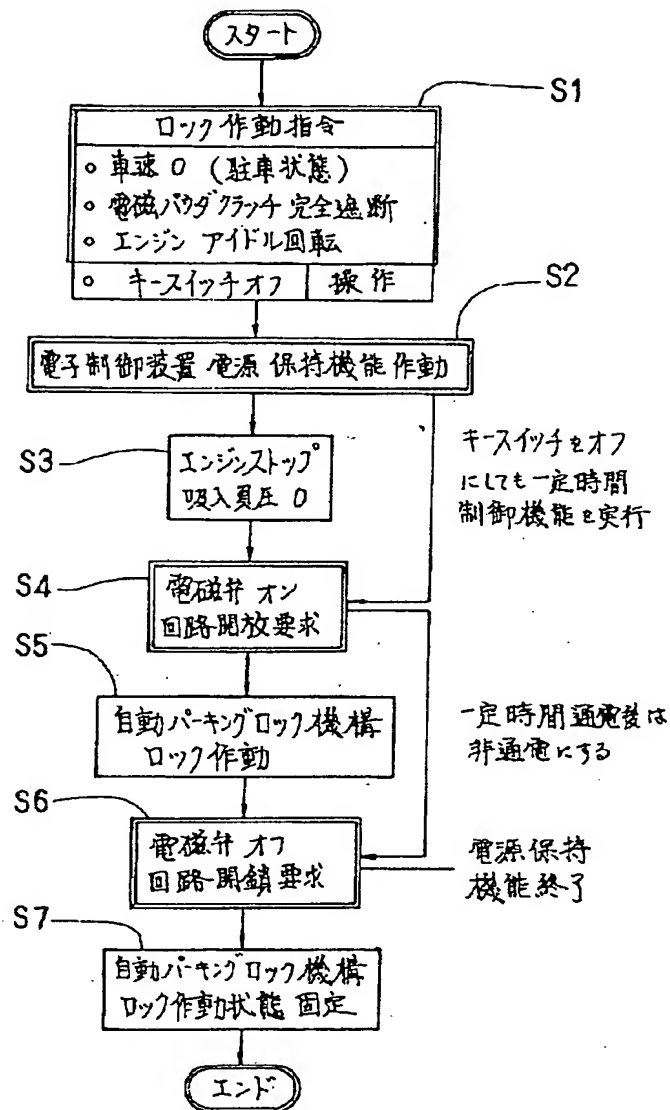 スタート
S1
ロック作動指令
○ 車速 0 (駐車状態)
○ 電磁パウダクラッチ 完全遮断
○ エンジン アイドル回転
○ キースイッチオフ 操作
S2
電子制御装置 電源 保持機能 作動
S3
エンジンストップ
吸入負圧 0
キースイッチをオフ
にしても一定時間
制御機能を実行
S4
電磁弁 オン
回路開放要求
S5
自動パーキングロック機構
ロック作動
一定時間通電後は
非通電にする
S6
電磁弁 オフ
回路閉鎖要求
電源保持
機能終了
S7
自動パーキングロック機構
ロック作動状態 固定
エンド